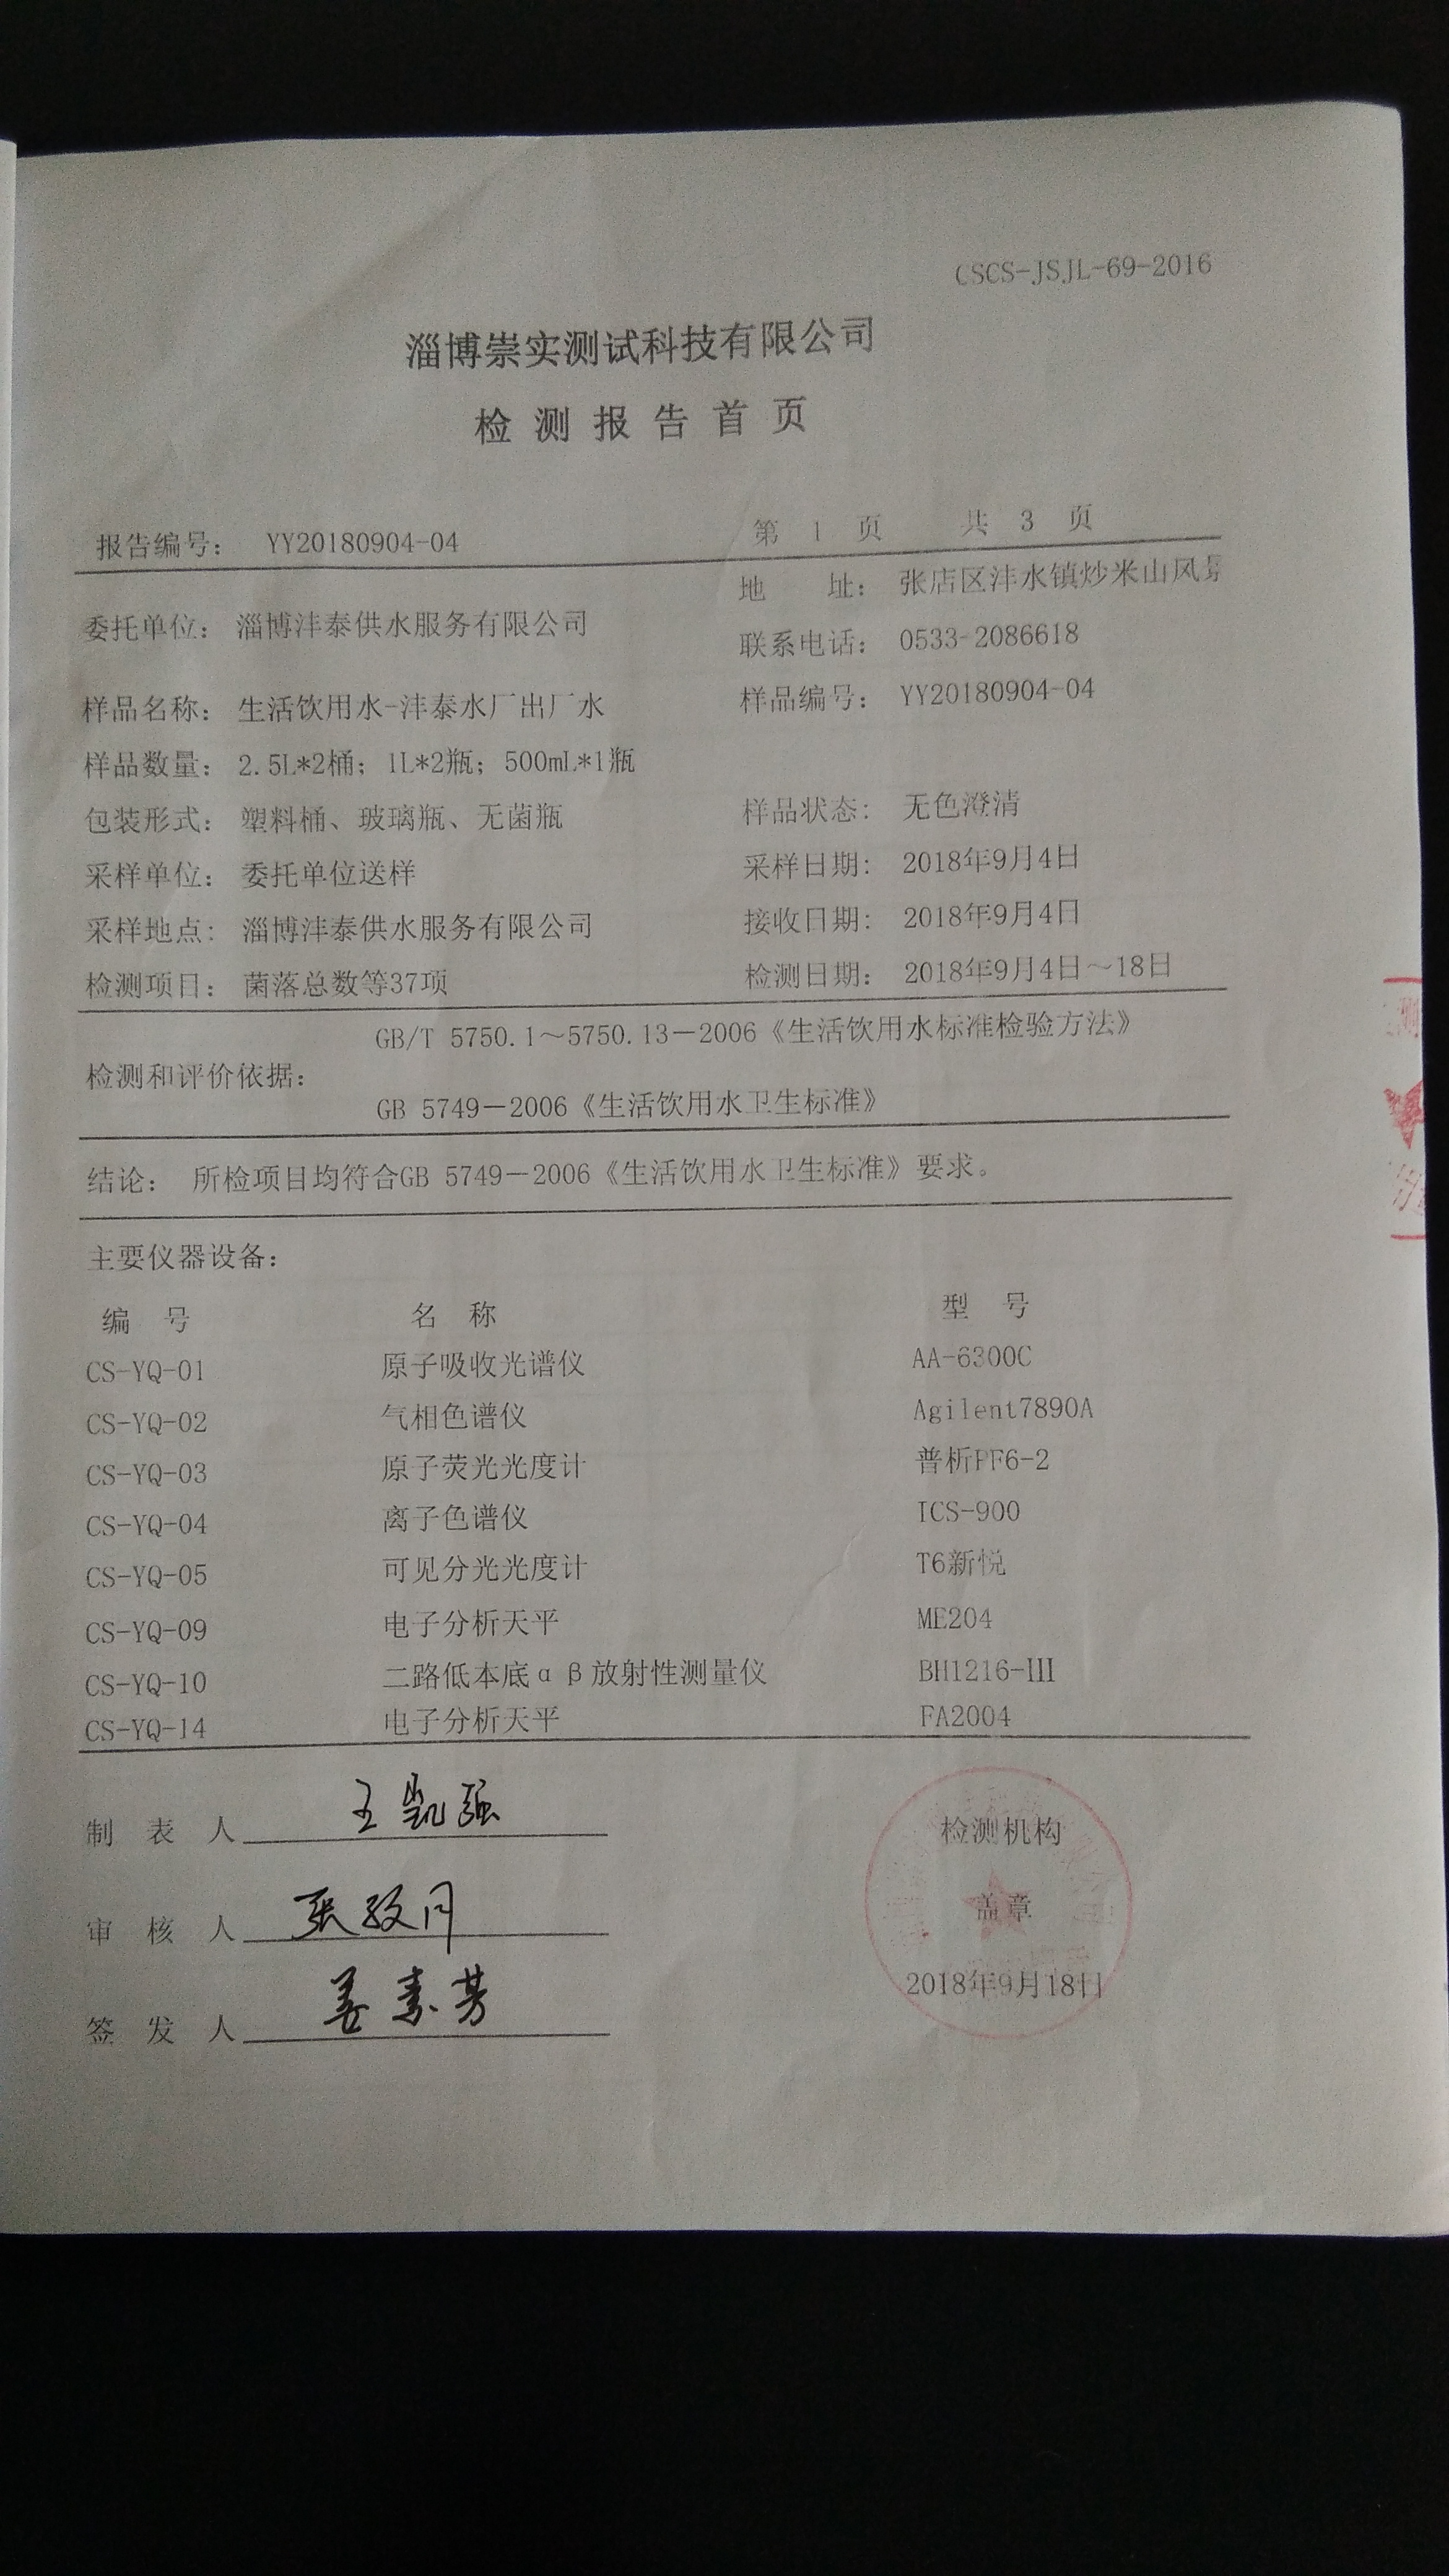 CSCS-JSJL-69-2016
淄博崇实测试科技有限公司
检测报告首页
报告编号： YY20180904-04 第 1 页 共 3 页
地 址： 张店区沣水镇炒米山风景
委托单位： 淄博沣泰供水服务有限公司
联系电话： 0533-2086618
样品名称： 生活饮用水-沣泰水厂出厂水 样品编号： YY20180904-04
样品数量： 2.5L*2桶；1L*2瓶；500mL*1瓶
包装形式： 塑料桶、玻璃瓶、无菌瓶 样品状态： 无色澄清
采样单位： 委托单位送样 采样日期： 2018年9月4日
采样地点： 淄博沣泰供水服务有限公司 接收日期： 2018年9月4日
检测项目： 菌落总数等37项 检测日期： 2018年9月4日～18日
GB/T 5750.1～5750.13－2006《生活饮用水标准检验方法》
检测和评价依据：
GB 5749－2006《生活饮用水卫生标准》
结论： 所检项目均符合GB 5749－2006《生活饮用水卫生标准》要求。
主要仪器设备：
编 号 名 称 型 号
CS-YQ-01 原子吸收光谱仪 AA-6300C
CS-YQ-02 气相色谱仪 Agilent7890A
CS-YQ-03 原子荧光光度计 普析PF6-2
CS-YQ-04 离子色谱仪 ICS-900
CS-YQ-05 可见分光光度计 T6新悦
CS-YQ-09 电子分析天平 ME204
CS-YQ-10 二路低本底αβ放射性测量仪 BH1216-III
CS-YQ-14 电子分析天平 FA2004
制 表 人 王凯强 检测机构
审 核 人 张 月 盖章
签 发 人 姜素芳 2018年9月18日